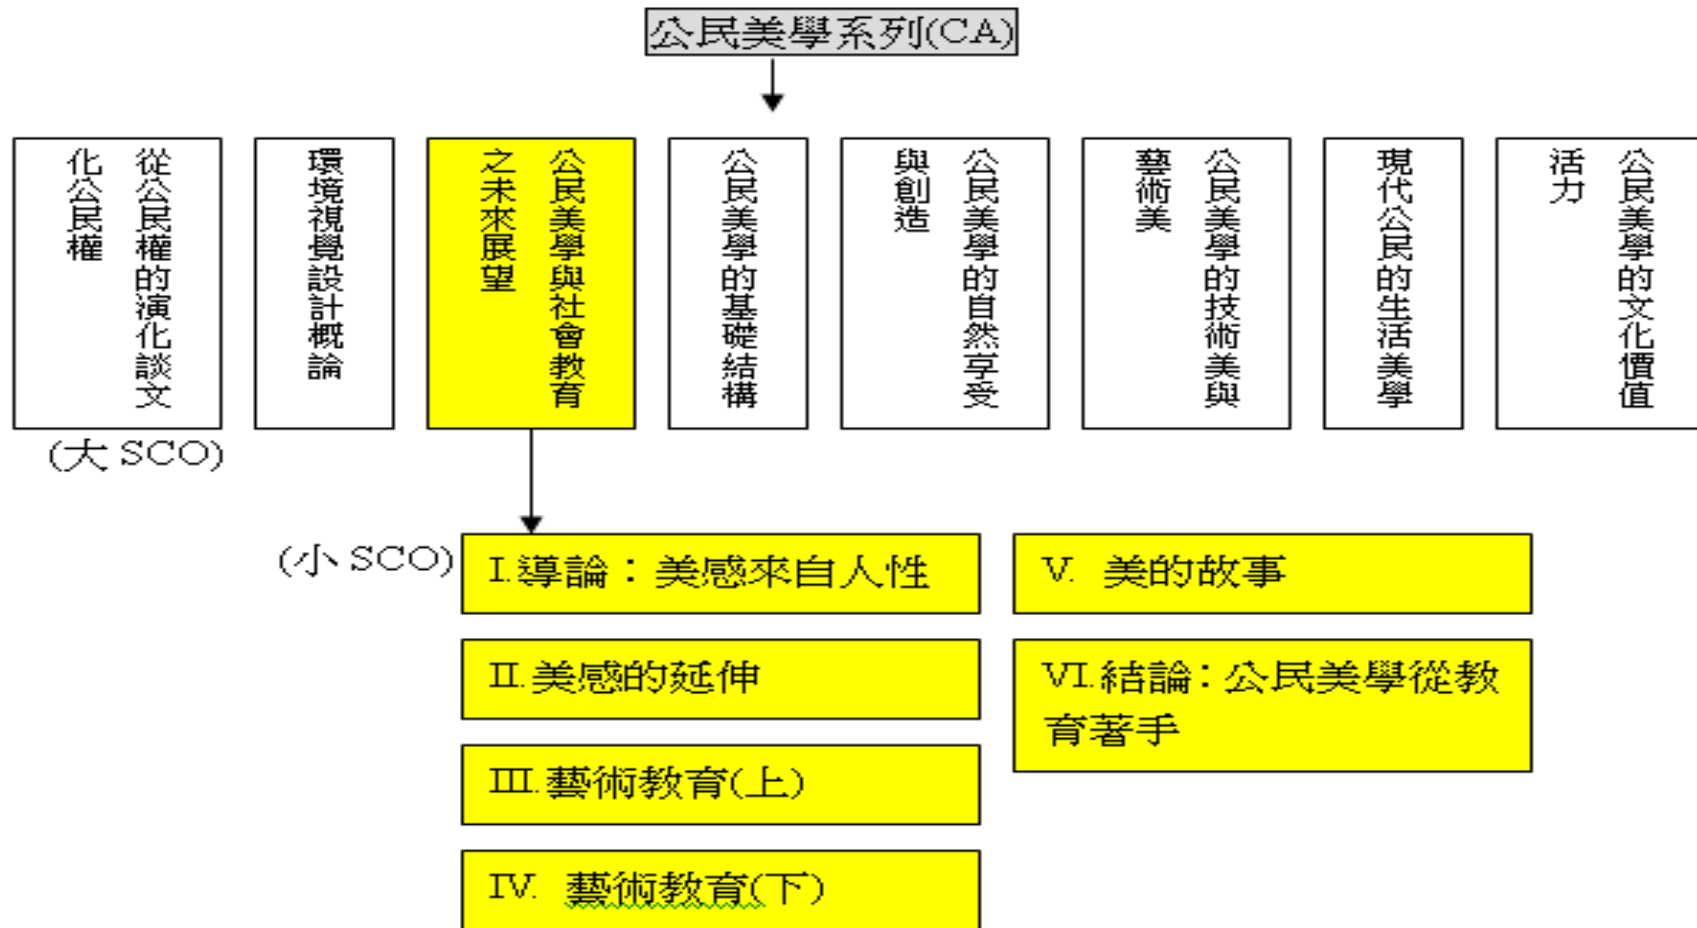 公民美學系列(CA)
從公民權的演化談文
化公民權
環境視覺設計概論
公民美學與社會教育
之未來展望
公民美學的基礎結構
公民美學的自然享受
與創造
公民美學的技術美與
藝術美
現代公民的生活美學
公民美學的文化價值
活力
(大 SCO)
(小 SCO)
I.導論：美感來自人性
II.美感的延伸
III.藝術教育(上)
IV. 藝術教育(下)
V. 美的故事
VI.結論：公民美學從教
育著手